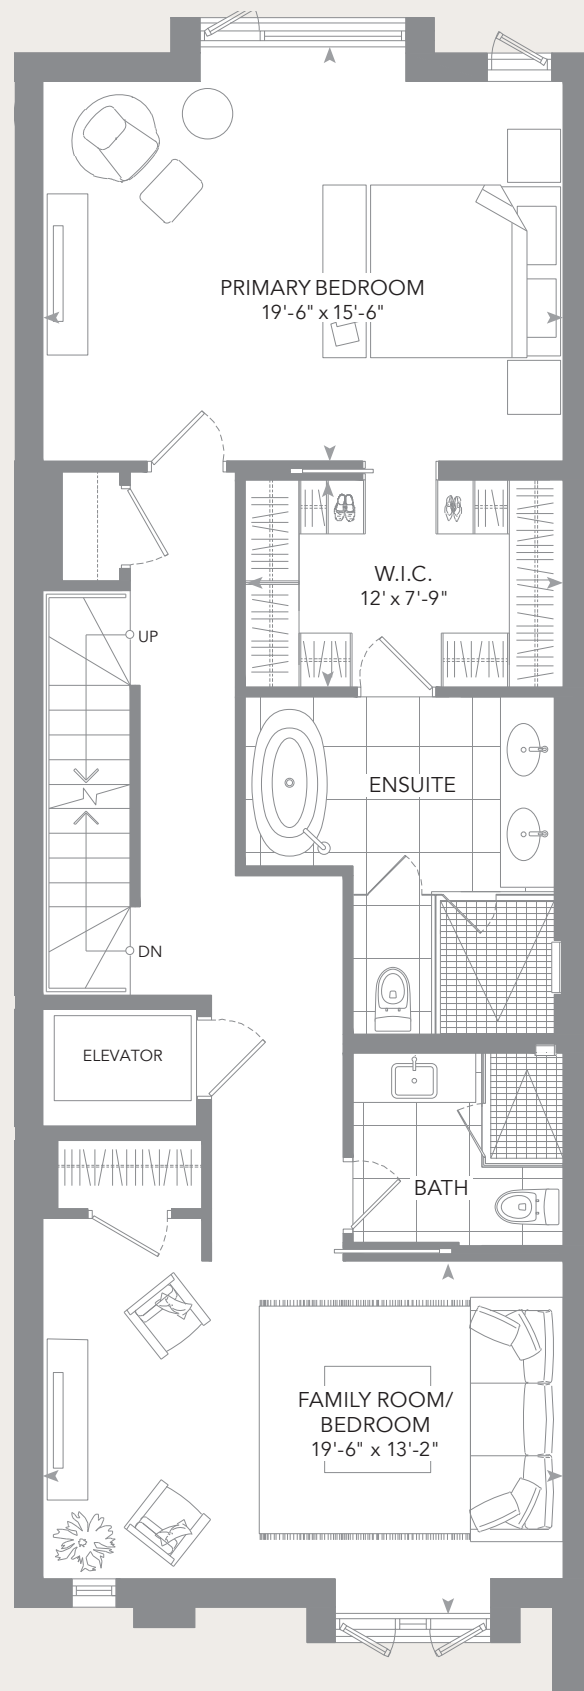 PRIMARY BEDROOM
19'-6" x 15'-6"
W.I.C.
12' x 7'-9"
UP
ENSUITE
DN
ELEVATOR
BATH
FAMILY ROOM/
BEDROOM
19'-6" x 13'-2"